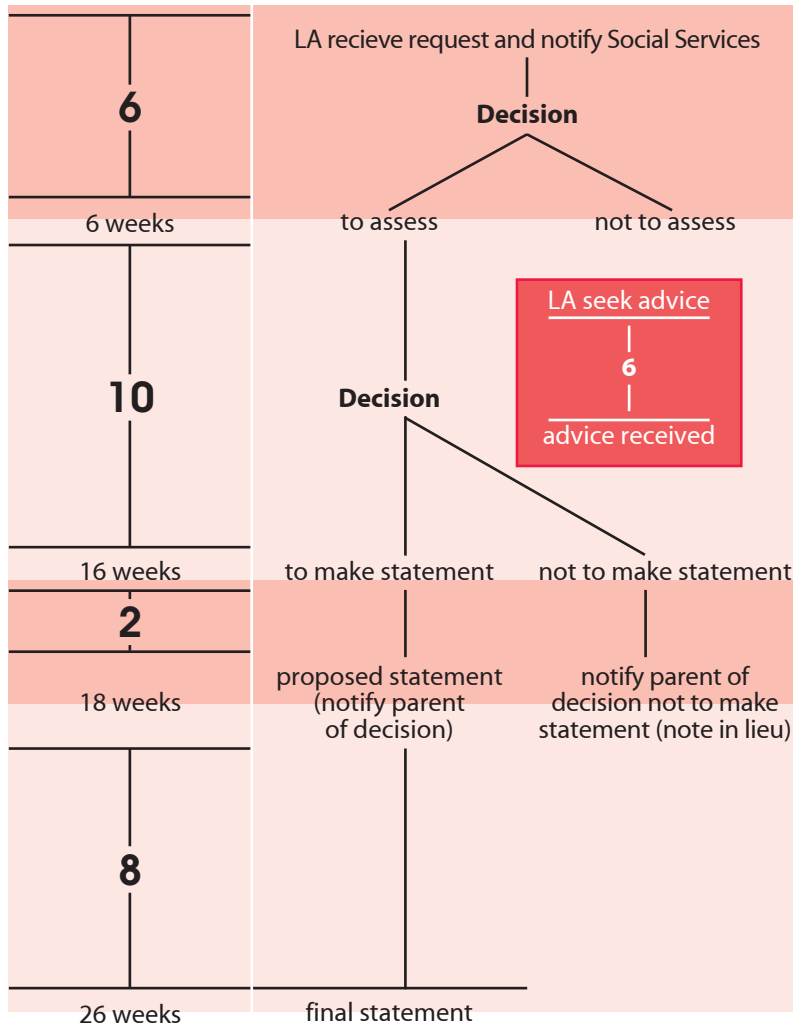 LA recieve request and notify Social Services
6
Decision
6 weeks
to assess
not to assess
LA seek advice
6
advice received
10
Decision
16 weeks
to make statement
not to make statement
2
18 weeks
proposed statement
(notify parent
of decision)
notify parent of
decision not to make
statement (note in lieu)
8
26 weeks
final statement